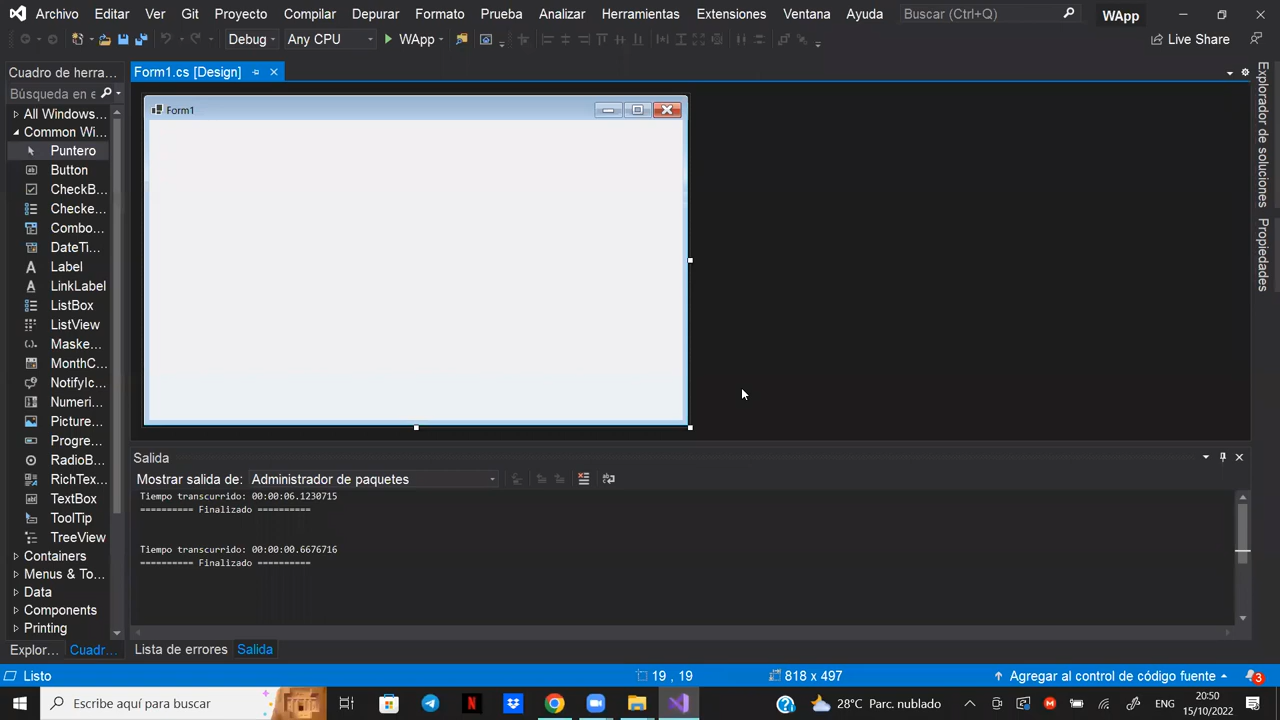 Archivo Editar Ver Git Proyecto Compilar Depurar Formato Prueba Analizar Herramientas Extensiones Ventana Ayuda Buscar (Ctrl+Q) WApp
Debug Any CPU WApp Live Share
Cuadro de herra...
Form1.cs [Design]
Búsqueda en e
Form1
All Windows...
Common Wi...
Puntero
Button
CheckB...
Checke...
Combo...
DateTi...
Label
LinkLabel
ListBox
ListView
Maske...
MonthC...
NotifyIc...
Numeri...
Picture...
Progre...
RadioB...
RichTex...
TextBox
ToolTip
TreeView
Containers
Menus & To...
Data
Components
Printing
Explor... Cuadr...
Explorador de soluciones
Propiedades
Salida
Mostrar salida de: Administrador de paquetes
Tiempo transcurrido: 00:00:06.1230715
========== Finalizado ==========
Tiempo transcurrido: 00:00:00.6676716
========== Finalizado ==========
Lista de errores Salida
Listo 19 , 19 818 x 497 Agregar al control de código fuente 3
Escribe aquí para buscar 28°C Parc. nublado ENG 20:50
15/10/2022